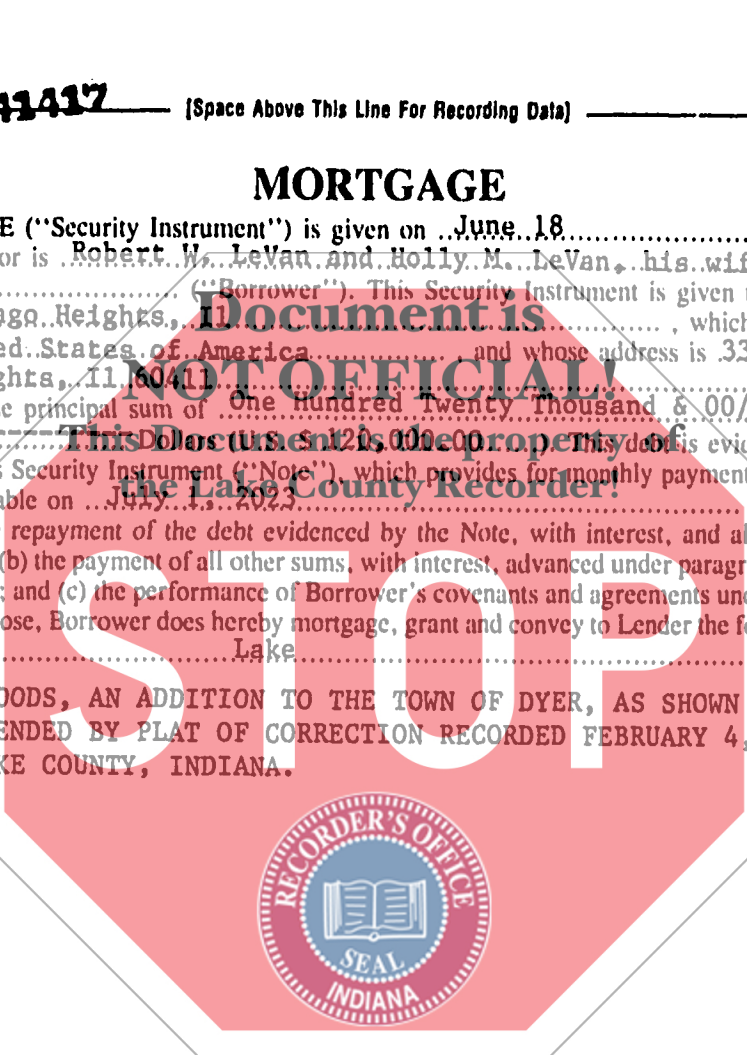 41417 [Space Above This Line For Recording Data]
MORTGAGE
E ("Security Instrument") is given on June 18
or is Robert W. LeVan and Holly M. LeVan, his wif
("Borrower"). This Security Instrument is given
ago Heights, Il , which
Document is
ed States of America , and whose address is 33
NOT OFFICIAL!
ghts, Il 60411
e principal sum of One Hundred Twenty Thousand & 00/
Dollars (U.S. $ 120,000.00 ). This debt is evid
This Document is the property of
s Security Instrument ("Note"), which provides for monthly payment
the Lake County Recorder!
able on July 1, 2023
repayment of the debt evidenced by the Note, with interest, and al
(b) the payment of all other sums, with interest, advanced under paragr
; and (c) the performance of Borrower's covenants and agreements und
ose, Borrower does hereby mortgage, grant and convey to Lender the f
Lake
STOP
OODS, AN ADDITION TO THE TOWN OF DYER, AS SHOWN
ENDED BY PLAT OF CORRECTION RECORDED FEBRUARY 4,
KE COUNTY, INDIANA.
RECORDER'S OFFICE
SEAL
INDIANA